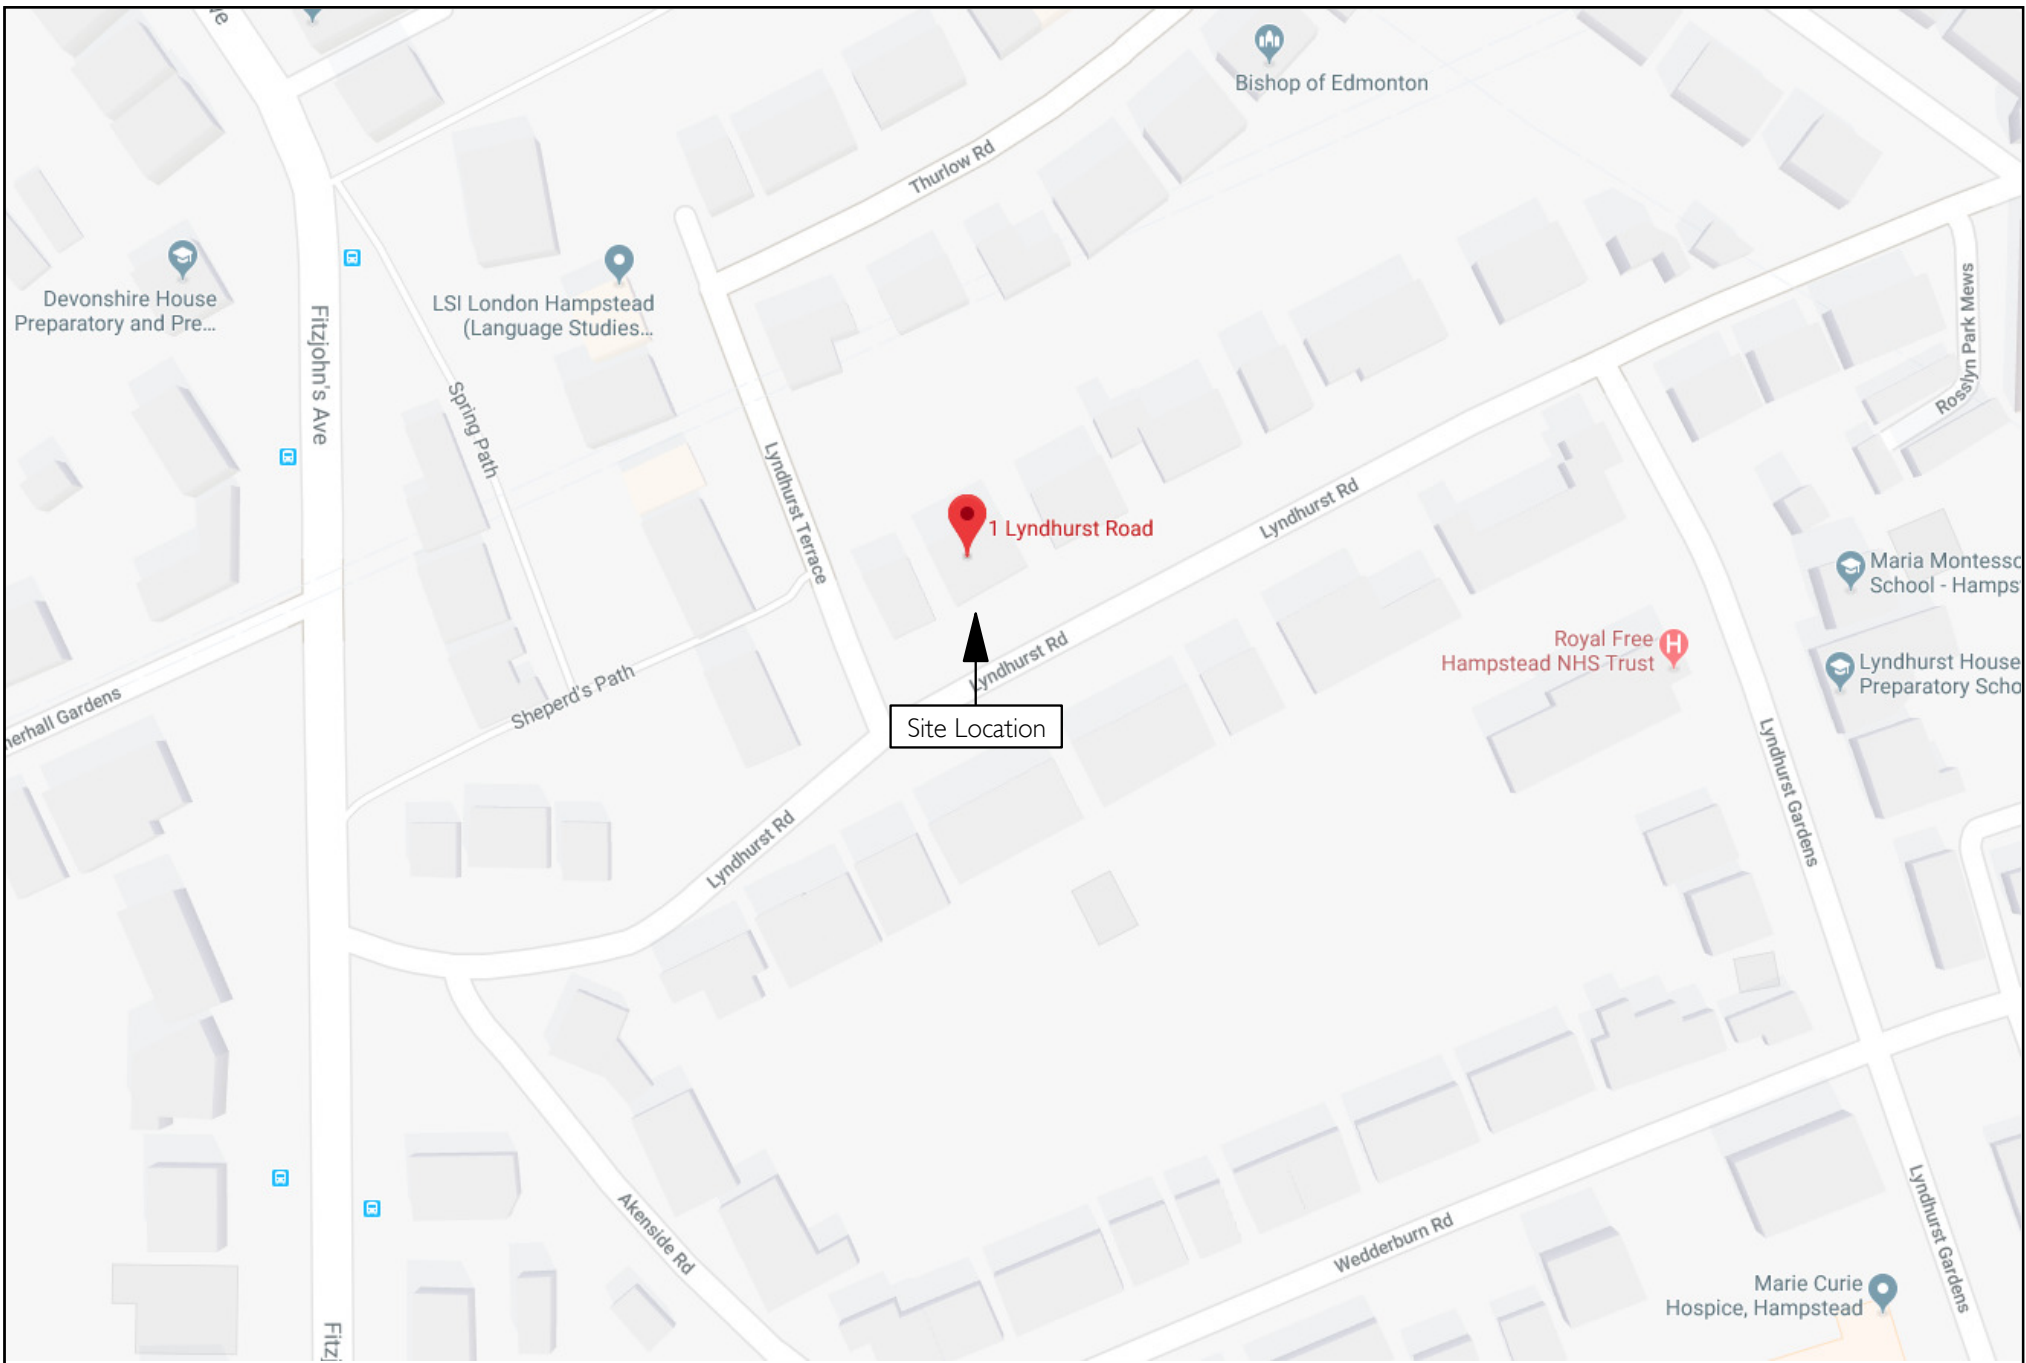 Bishop of Edmonton
Thurlow Rd
Devonshire House
Preparatory and Pre...
Fitzjohn's Ave
LSI London Hampstead
(Language Studies...
Spring Path
Lyndhurst Terrace
Rosslyn Park Mews
1 Lyndhurst Road
Lyndhurst Rd
Lyndhurst Rd
Site Location
Sheperd's Path
Lyndhurst Rd
Royal Free
Hampstead NHS Trust
Maria Montesso
School - Hamps
Lyndhurst House
Preparatory Scho
nerhall Gardens
Lyndhurst Gardens
Akenside Rd
Wedderburn Rd
Lyndhurst Gardens
Marie Curie
Hospice, Hampstead
Fitzj